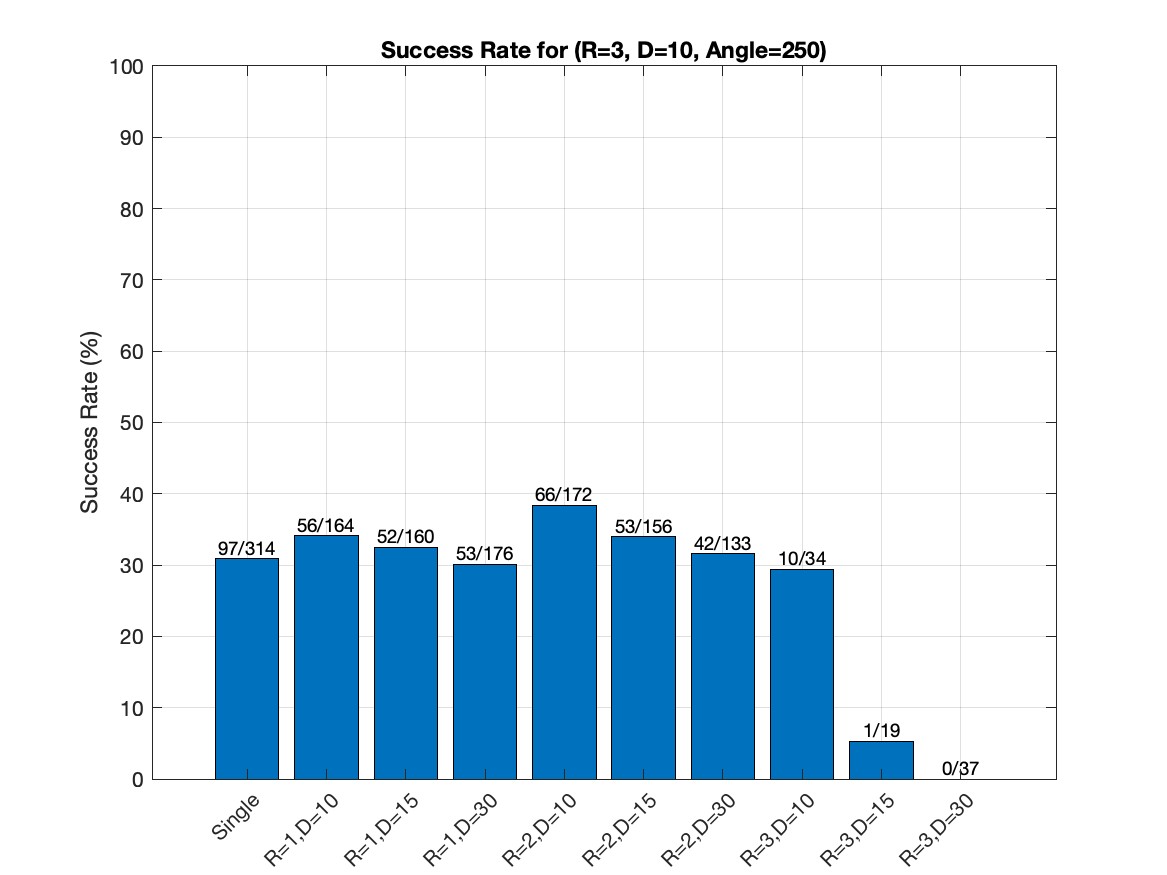 Success Rate for (R=3, D=10, Angle=250)
100
90
80
70
60
50
40
30
20
10
0
Success Rate (%)
97/314
56/164
52/160
53/176
66/172
53/156
42/133
10/34
1/19
0/37
Single
R=1,D=10
R=1,D=15
R=1,D=30
R=2,D=10
R=2,D=15
R=2,D=30
R=3,D=10
R=3,D=15
R=3,D=30